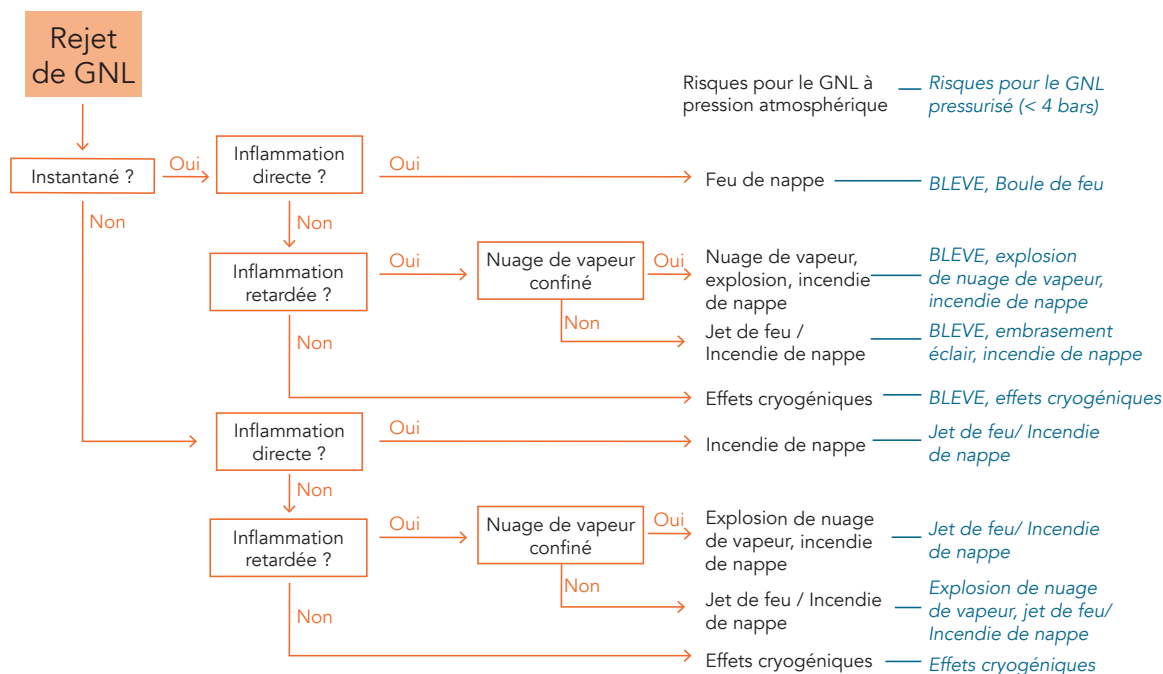 Rejet
de GNL
Risques pour le GNL à
pression atmosphérique
Risques pour le GNL
pressurisé (< 4 bars)
Instantané ?
Oui
Inflammation
directe ?
Oui
Feu de nappe
BLEVE, Boule de feu
Non
Non
Inflammation
retardée ?
Oui
Nuage de vapeur
confiné
Oui
Nuage de vapeur,
explosion, incendie
de nappe
BLEVE, explosion
de nuage de vapeur,
incendie de nappe
Non
Jet de feu /
Incendie de nappe
BLEVE, embrasement
éclair, incendie de nappe
Non
Effets cryogéniques
BLEVE, effets cryogéniques
Inflammation
directe ?
Oui
Incendie de nappe
Jet de feu/ Incendie
de nappe
Non
Inflammation
retardée ?
Oui
Nuage de vapeur
confiné
Oui
Explosion de nuage
de vapeur, incendie
de nappe
Jet de feu/ Incendie
de nappe
Non
Jet de feu / Incendie
de nappe
Explosion de nuage
de vapeur, jet de feu/
Incendie de nappe
Non
Effets cryogéniques
Effets cryogéniques